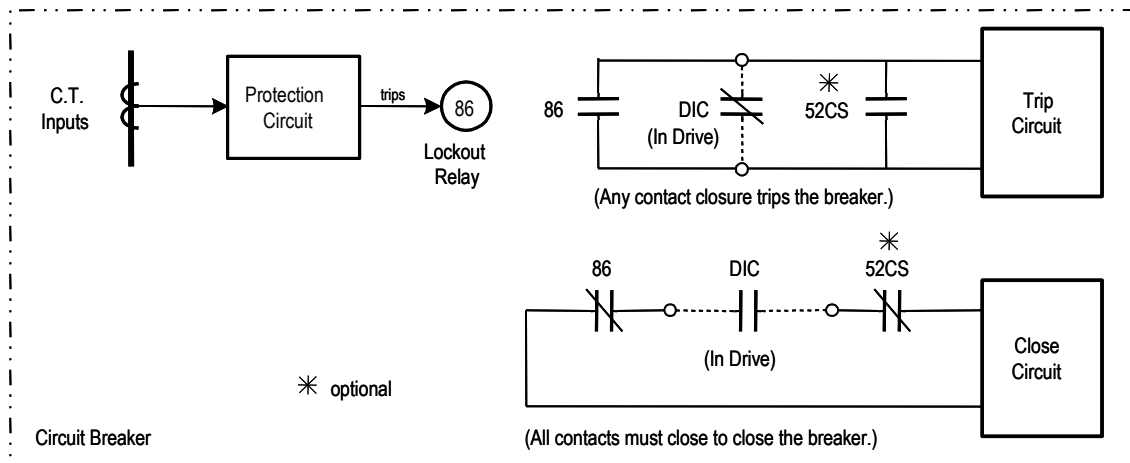 C.T.
Inputs
Protection
Circuit
trips
86
Lockout
Relay
86
DIC
(In Drive)
52CS
Trip
Circuit
(Any contact closure trips the breaker.)
86
DIC
52CS
(In Drive)
Close
Circuit
optional
Circuit Breaker
(All contacts must close to close the breaker.)